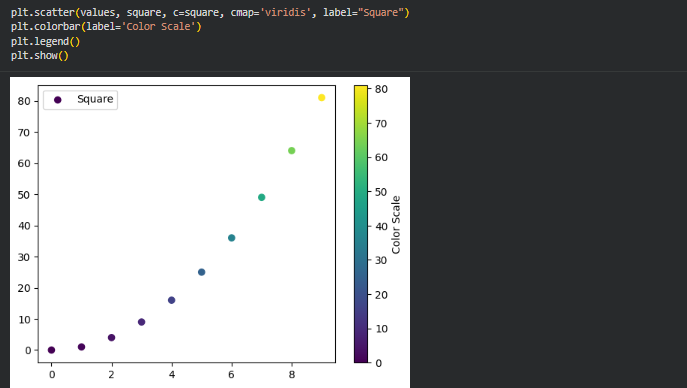 plt.scatter(values, square, c=square, cmap='viridis', label="Square")
plt.colorbar(label='Color Scale')
plt.legend()
plt.show()
Square
80
70
60
50
40
30
20
10
0
0 2 4 6 8
80
70
60
50
40
30
20
10
0
Color Scale